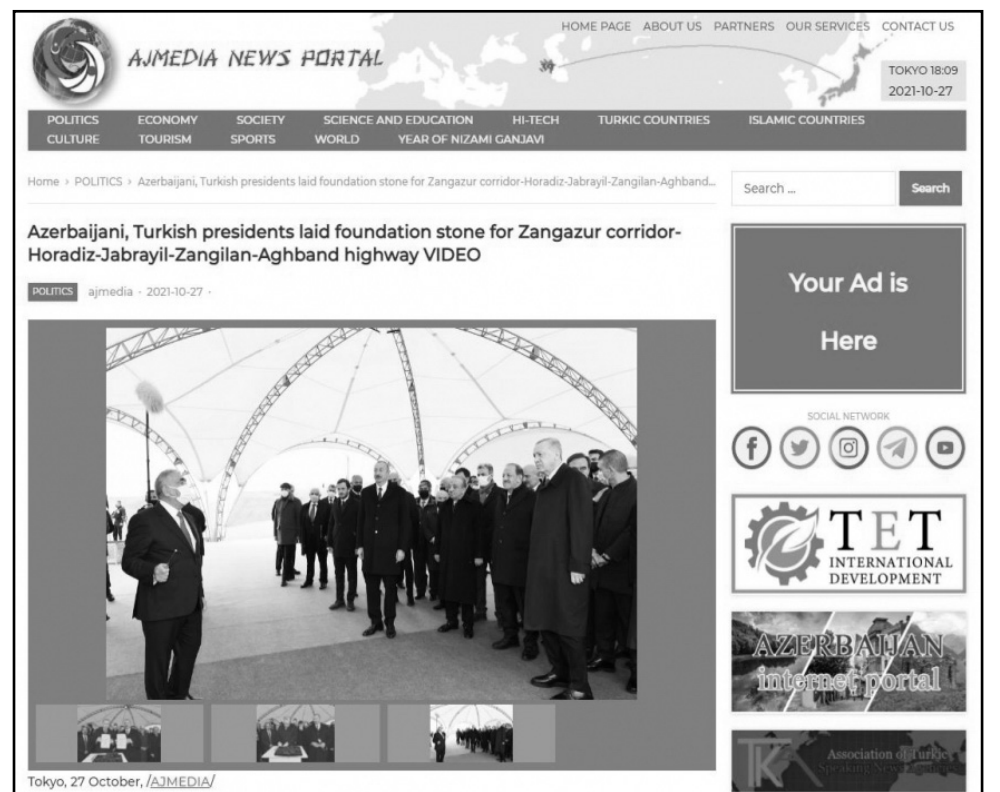 HOME PAGE ABOUT US PARTNERS OUR SERVICES CONTACT US
AJMEDIA NEWS PORTAL
TOKYO 18:09
2021-10-27
POLITICS ECONOMY SOCIETY SCIENCE AND EDUCATION HI-TECH TURKIC COUNTRIES ISLAMIC COUNTRIES
CULTURE TOURISM SPORTS WORLD YEAR OF NIZAMI GANJAVI
Home > POLITICS > Azerbaijani, Turkish presidents laid foundation stone for Zangazur corridor-Horadiz-Jabrayil-Zangilan-Aghband...
Search ...
Search
Azerbaijani, Turkish presidents laid foundation stone for Zangazur corridor-
Horadiz-Jabrayil-Zangilan-Aghband highway VIDEO
POLITICS ajmedia · 2021-10-27 ·
Your Ad is
Here
SOCIAL NETWORK
TET
INTERNATIONAL
DEVELOPMENT
AZERBAIJAN
internet portal
TK
Association of Turkic
Speaking News Agencies
Tokyo, 27 October, /AJMEDIA/